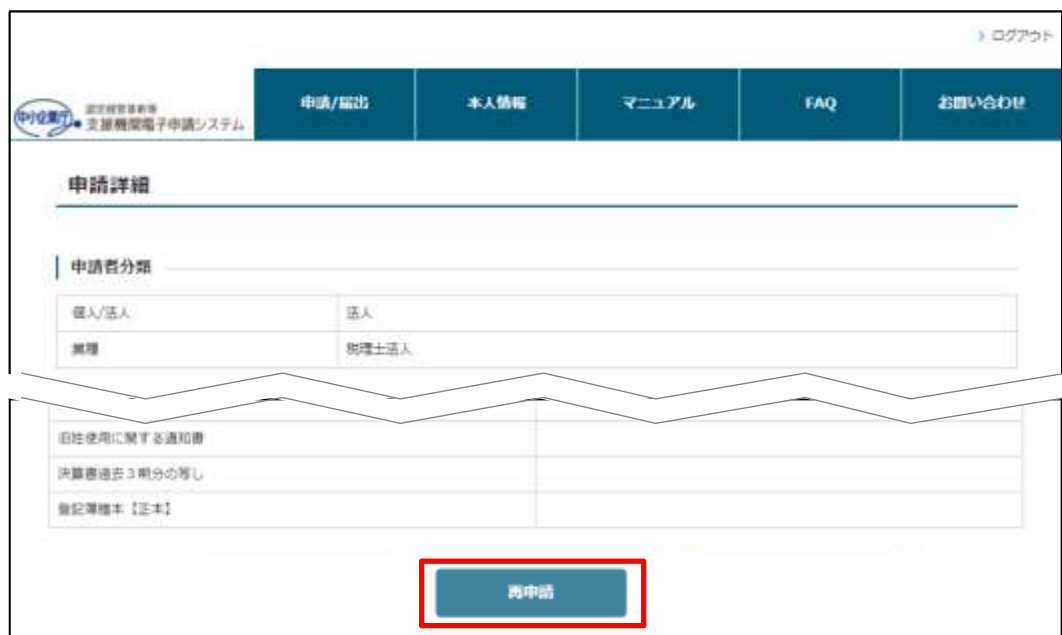 ログアウト
中小企業庁
認定経営革新等
支援機関電子申請システム
申請/届出
本人情報
マニュアル
FAQ
お問い合わせ
申請詳細
申請者分類
個人/法人
法人
業種
税理士法人
旧姓使用に関する通知書
決算書過去3期分の写し
登記簿謄本【正本】
再申請